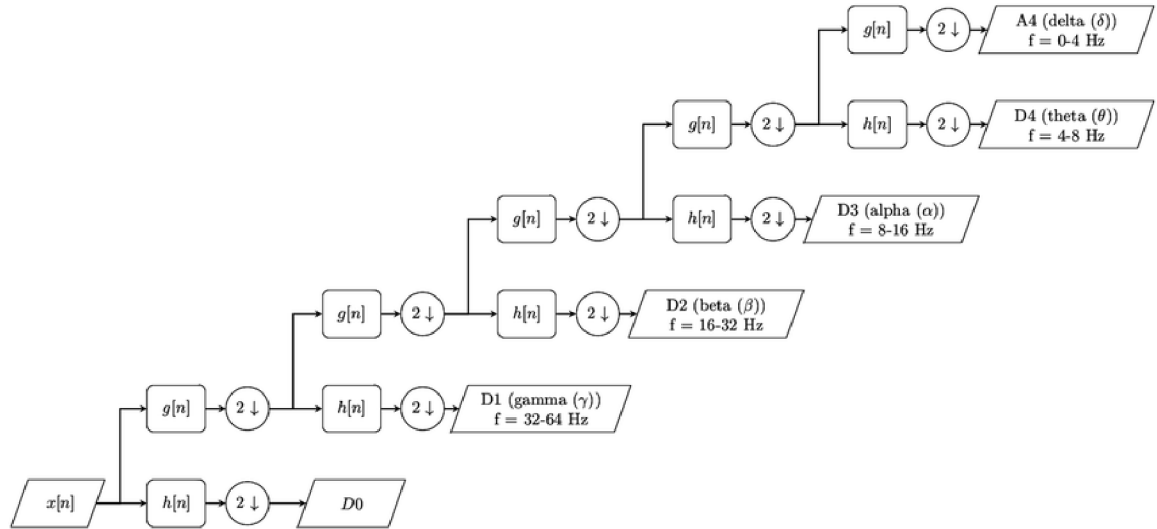 g[n]
2 ↓
A4 (delta (δ))
f = 0-4 Hz
g[n]
2 ↓
h[n]
2 ↓
D4 (theta (θ))
f = 4-8 Hz
g[n]
2 ↓
h[n]
2 ↓
D3 (alpha (α))
f = 8-16 Hz
g[n]
2 ↓
h[n]
2 ↓
D2 (beta (β))
f = 16-32 Hz
g[n]
2 ↓
h[n]
2 ↓
D1 (gamma (γ))
f = 32-64 Hz
x[n]
h[n]
2 ↓
D0